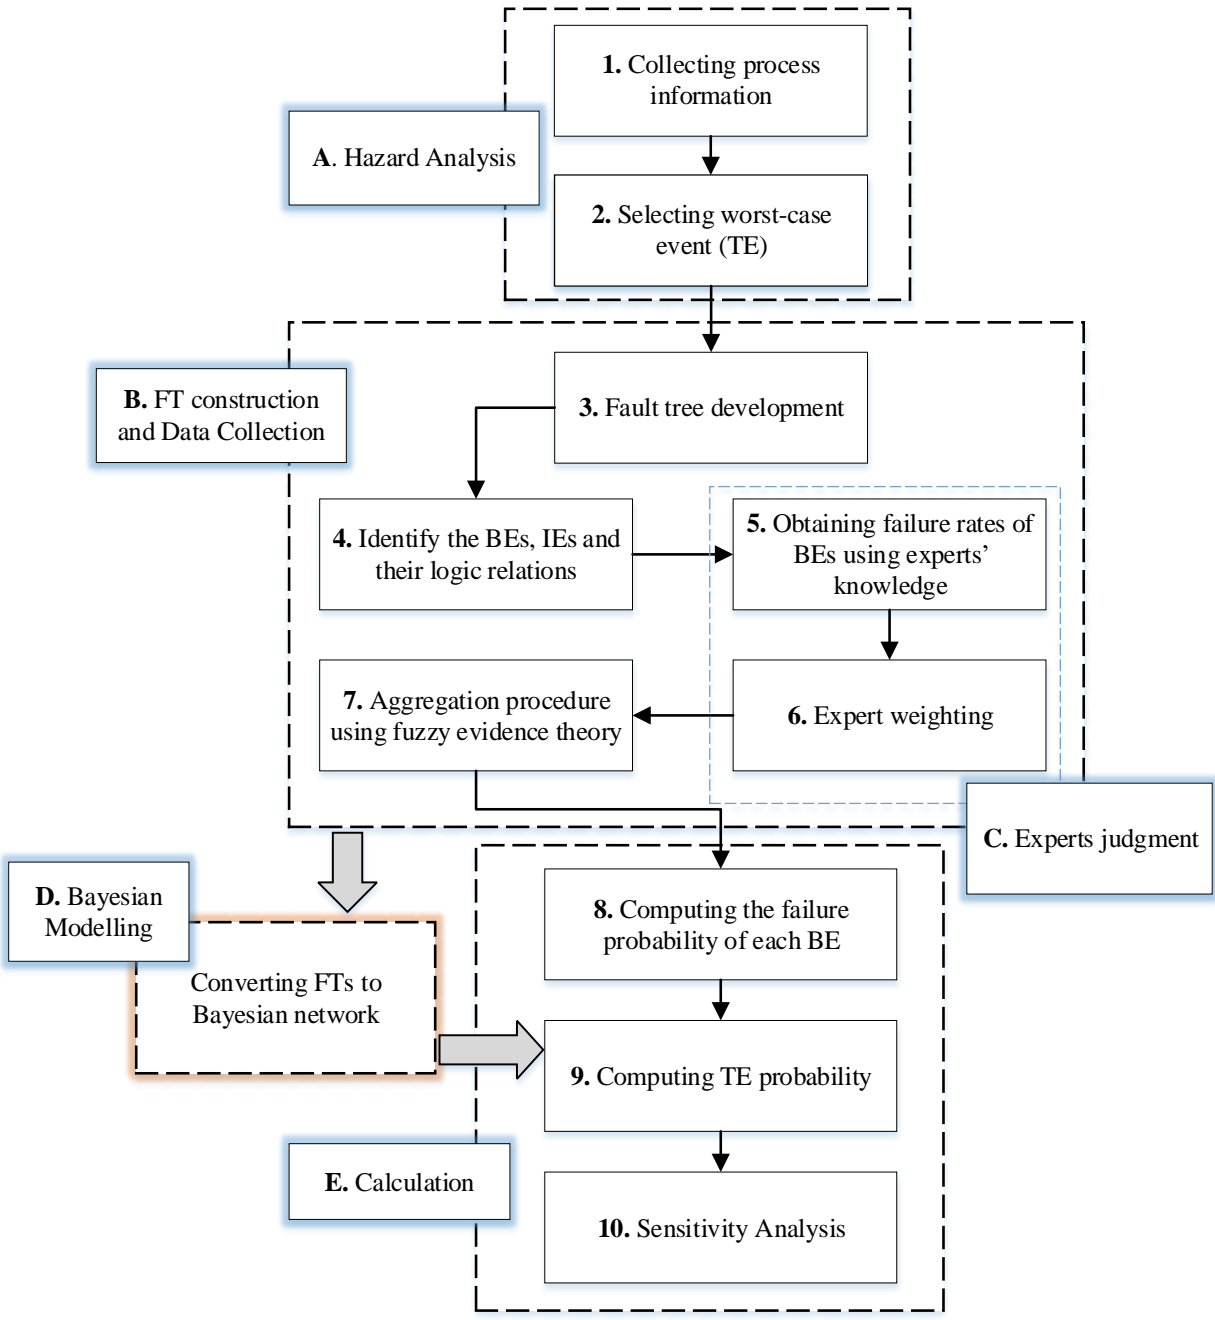 1. Collecting process
information
A. Hazard Analysis
2. Selecting worst-case
event (TE)
3. Fault tree development
B. FT construction
and Data Collection
4. Identify the BEs, IEs and
their logic relations
5. Obtaining failure rates of
BEs using experts’
knowledge
7. Aggregation procedure
using fuzzy evidence theory
6. Expert weighting
C. Experts judgment
D. Bayesian
Modelling
8. Computing the failure
probability of each BE
Converting FTs to
Bayesian network
9. Computing TE probability
E. Calculation
10. Sensitivity Analysis